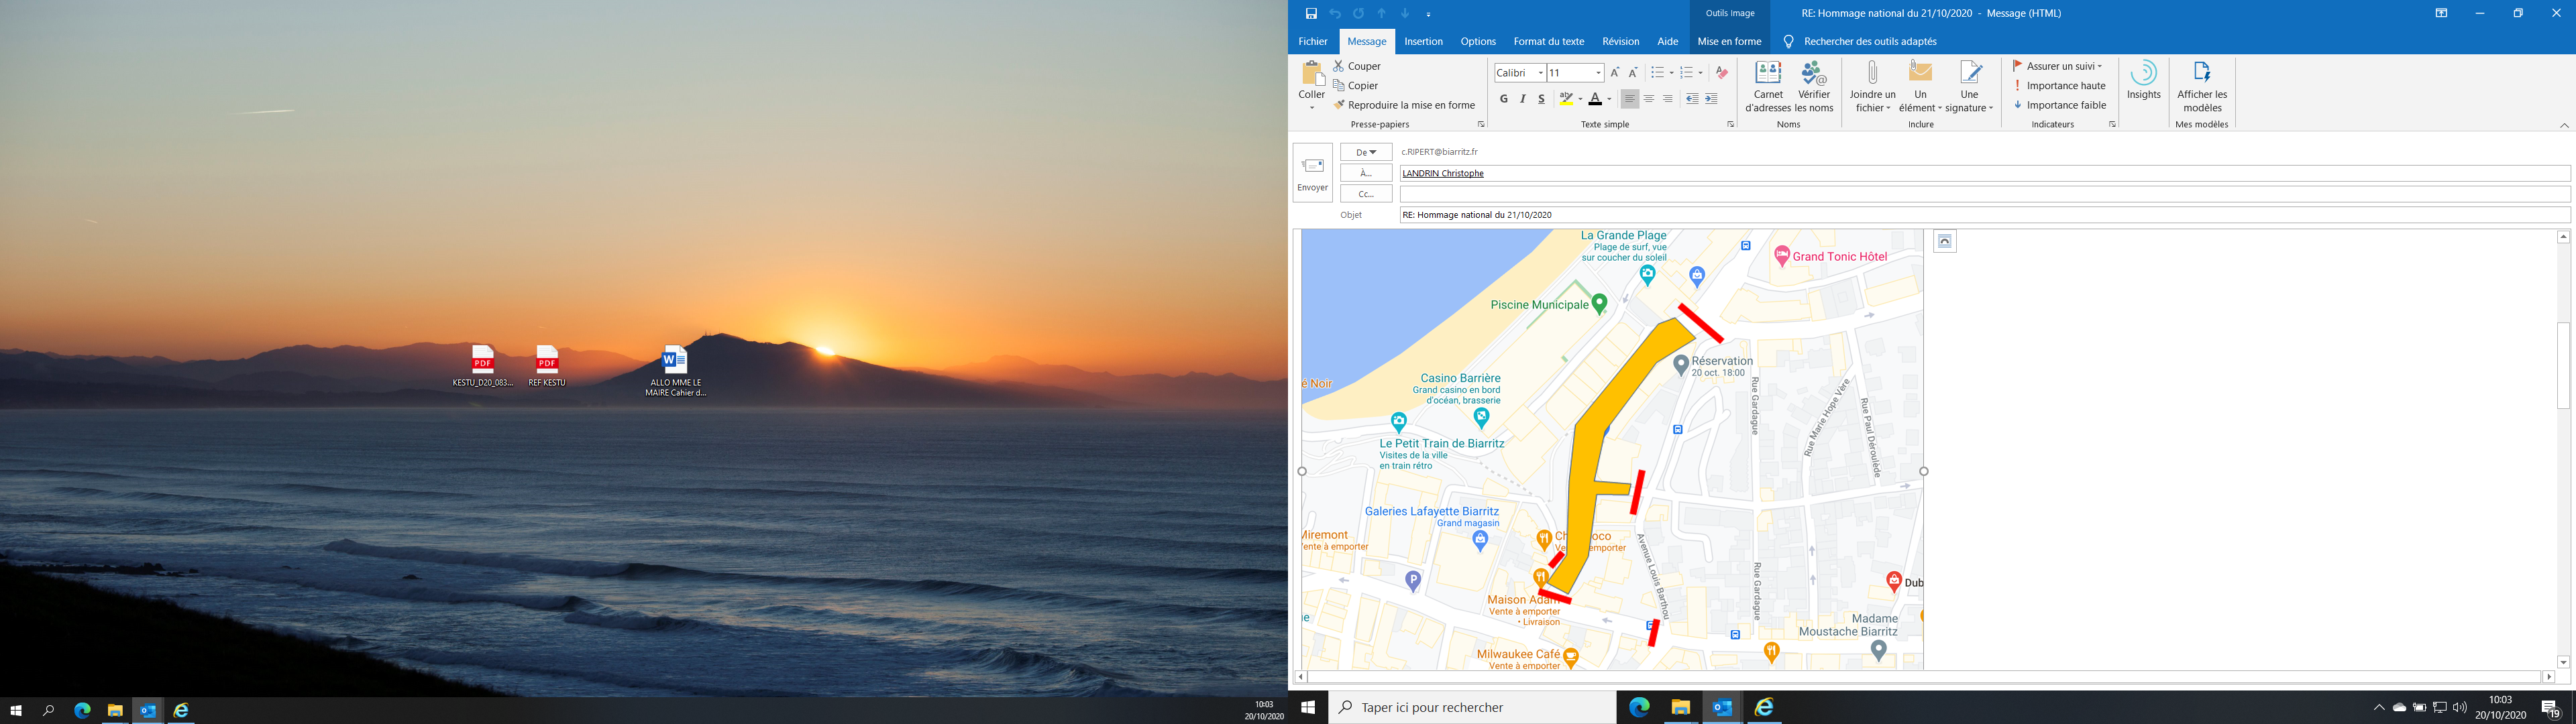 KESTU_D20_083...
REF KESTU
ALLO MME LE
MAIRE Cahier d...
10:03
20/10/2020
Outils Image
RE: Hommage national du 21/10/2020 - Message (HTML)
Fichier
Message
Insertion
Options
Format du texte
Révision
Aide
Mise en forme
Rechercher des outils adaptés
Coller
Couper
Copier
Reproduire la mise en forme
Presse-papiers
Calibri
11
G I S
Texte simple
Carnet
d'adresses
Vérifier
les noms
Noms
Joindre un
fichier
Un
élément
Une
signature
Inclure
Assurer un suivi
Importance haute
Importance faible
Indicateurs
Insights
Afficher les
modèles
Mes modèles
Envoyer
De
c.RIPERT@biarritz.fr
À...
LANDRIN Christophe
Cc...
Objet
RE: Hommage national du 21/10/2020
La Grande Plage
Plage de surf, vue
sur coucher du soleil
Grand Tonic Hôtel
Piscine Municipale
Réservation
20 oct. 18:00
Casino Barrière
Grand casino en bord
d'océan, brasserie
é Noir
Le Petit Train de Biarritz
Visites de la ville
en train rétro
Rue Gardague
Rue Marie Hope Vère
Rue Paul Déroulède
Galeries Lafayette Biarritz
Grand magasin
Miremont
Vente à emporter
Avenue Louis Barthou
Rue Gardague
P
Dub
Maison Adam
Vente à emporter
• Livraison
Madame
Moustache Biarritz
Milwaukee Café
Vente à emporter
Taper ici pour rechercher
10:03
20/10/2020
19